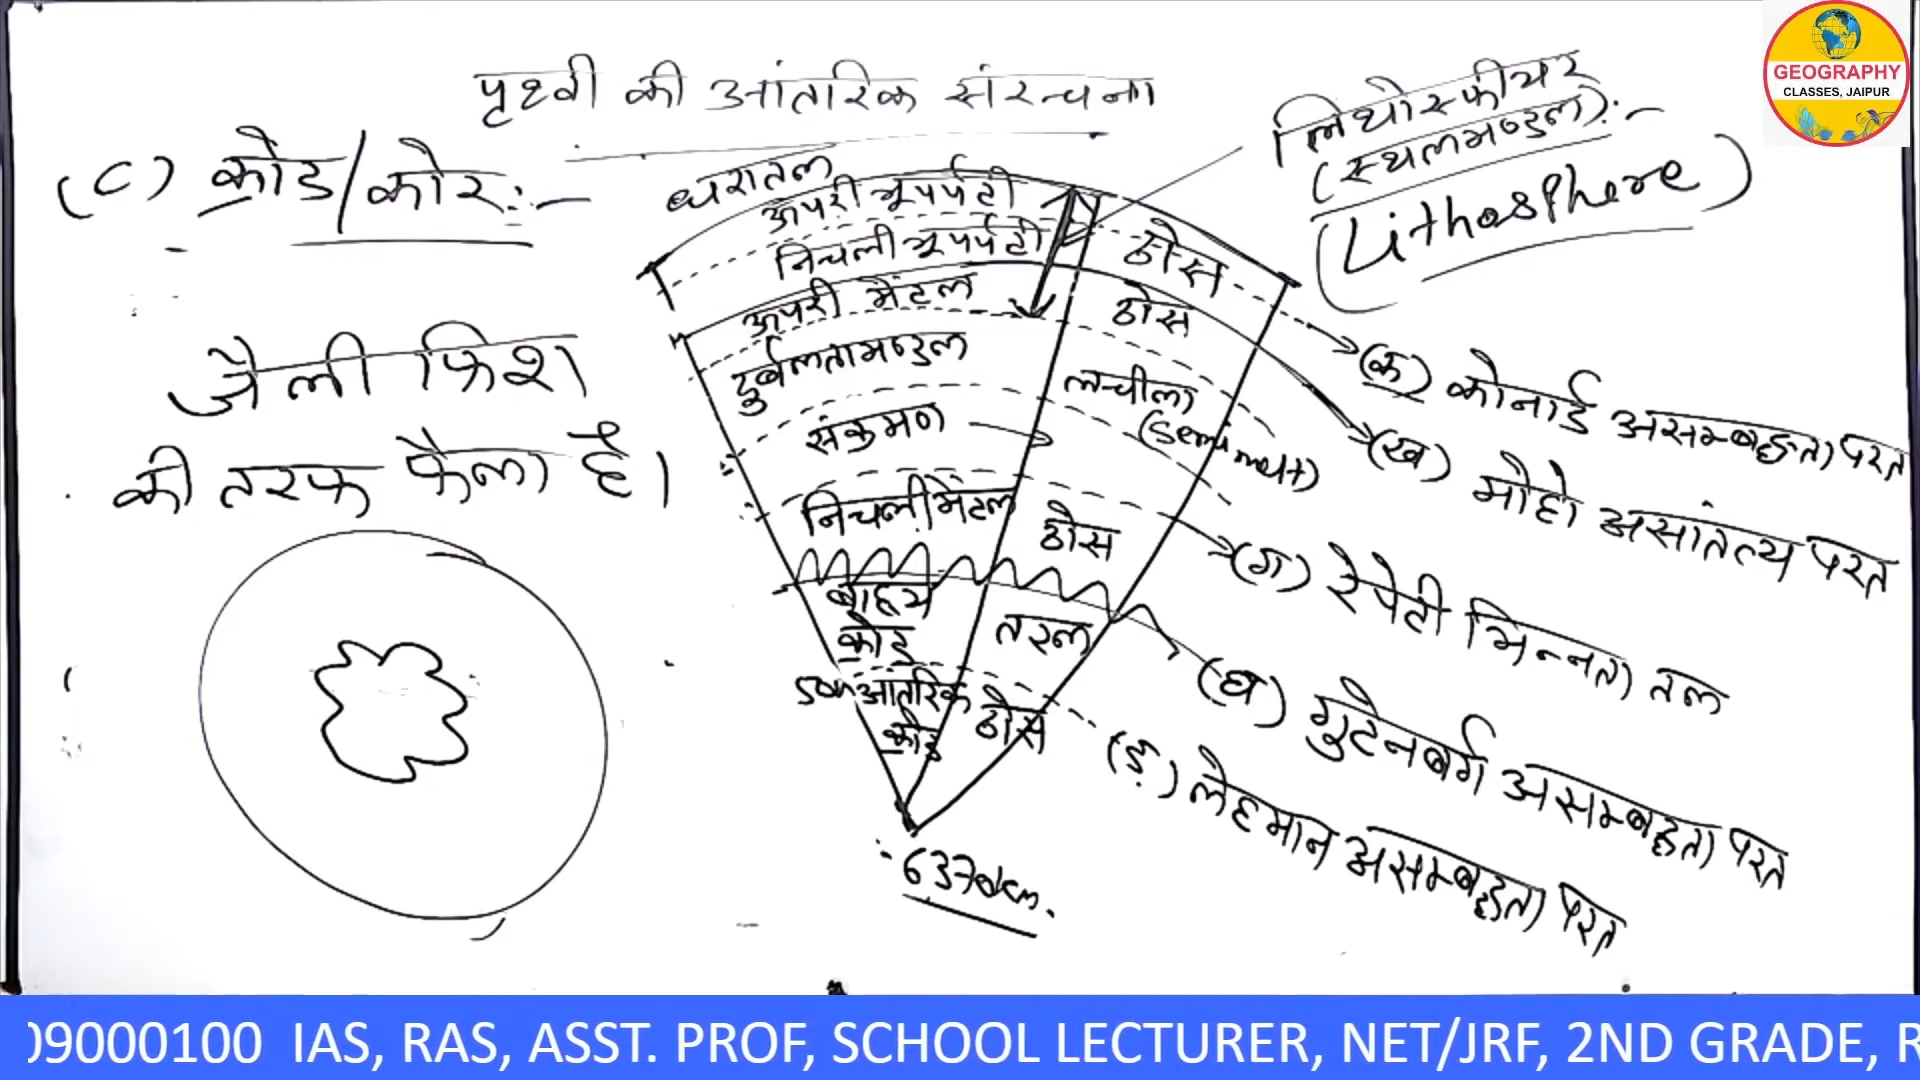 पृथ्वी की आंतरिक संरचना
(C) क्रोड/कोर:-
जैली फिश
की तरफ फैला है।
लिथोस्फीयर
(स्थलमण्डल):-
(Lithosphere)
धरातल
ऊपरी भूपर्पटी
निचली भूपर्पटी
ठोस
ऊपरी मैंटल
ठोस
दुर्बलतामण्डल
लचीला
(semi melt)
संक्रमण
निचली मैंटल
ठोस
बाह्य
क्रोड
तरल
आंतरिक
क्रोड
ठोस
6370km.
(क) कोनार्ड असम्बद्धता परत
(ख) मोहो असांतत्य परत
(ग) रेपेटी भिन्नता तल
(घ) गुटेनबर्ग असम्बद्धता परत
(ड़) लेहमान असम्बद्धता परत
GEOGRAPHY
CLASSES, JAIPUR
09000100 IAS, RAS, ASST. PROF, SCHOOL LECTURER, NET/JRF, 2ND GRADE, R